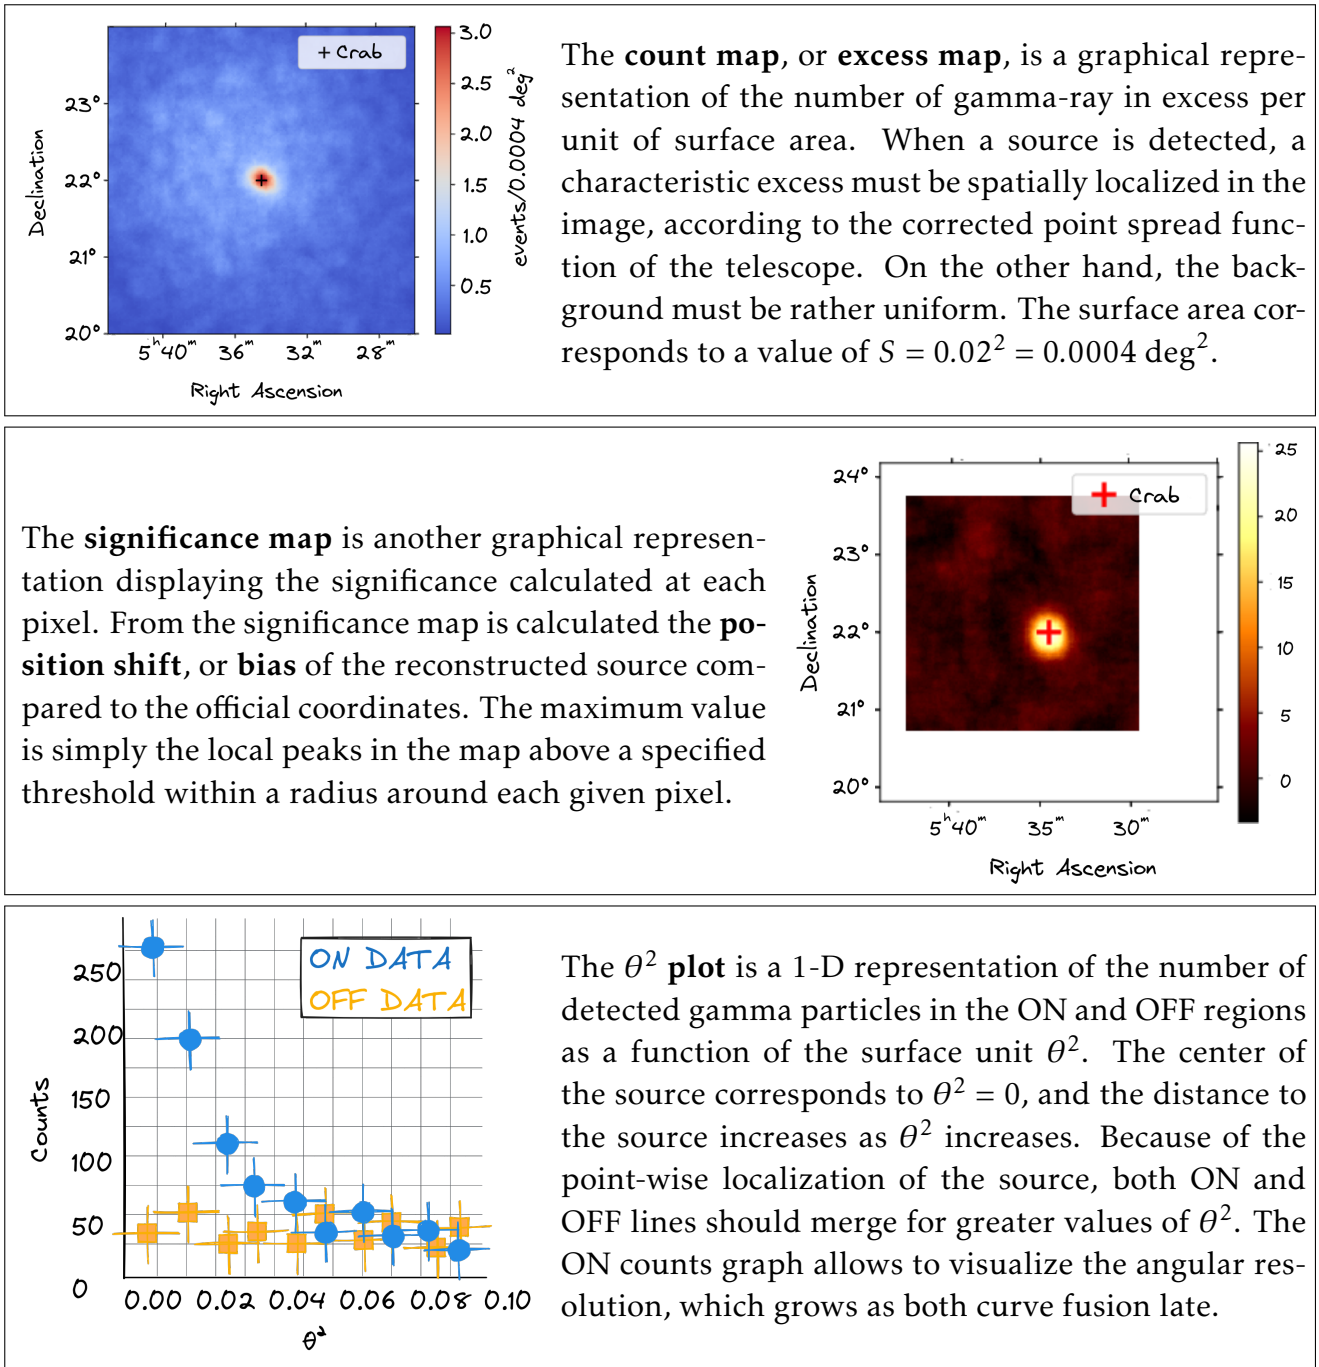 + Crab
3.0
2.5
2.0
1.5
1.0
0.5
events/0.0004 deg²
23°
22°
21°
20°
Declination
5ʰ40ᵐ 36ᵐ 32ᵐ 28ᵐ
Right Ascension
The count map, or excess map, is a graphical repre-
sentation of the number of gamma-ray in excess per
unit of surface area. When a source is detected, a
characteristic excess must be spatially localized in the
image, according to the corrected point spread func-
tion of the telescope. On the other hand, the back-
ground must be rather uniform. The surface area cor-
responds to a value of S = 0.02² = 0.0004 deg².
The significance map is another graphical represen-
tation displaying the significance calculated at each
pixel. From the significance map is calculated the po-
sition shift, or bias of the reconstructed source com-
pared to the official coordinates. The maximum value
is simply the local peaks in the map above a specified
threshold within a radius around each given pixel.
24°
23°
22°
21°
20°
Declination
Crab
25
20
15
10
5
0
5ʰ40ᵐ 35ᵐ 30ᵐ
Right Ascension
ON DATA
OFF DATA
250
200
150
100
50
0
Counts
0.00 0.02 0.04 0.06 0.08 0.10
θ²
The θ² plot is a 1-D representation of the number of
detected gamma particles in the ON and OFF regions
as a function of the surface unit θ². The center of
the source corresponds to θ² = 0, and the distance to
the source increases as θ² increases. Because of the
point-wise localization of the source, both ON and
OFF lines should merge for greater values of θ². The
ON counts graph allows to visualize the angular res-
olution, which grows as both curve fusion late.